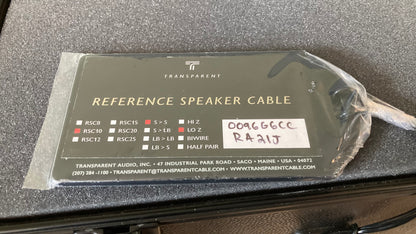 TRANSPARENT
REFERENCE SPEAKER CABLE
RSC8 RSC15 S > S HI Z
RSC10 RSC20 S > LB LO Z
RSC12 RSC25 LB > LB BIWIRE
LB > S HALF PAIR
0096G6CC
RA21J
TRANSPARENT AUDIO, INC. • 47 INDUSTRIAL PARK ROAD • SACO • MAINE • USA • 04072
(207) 284-1100 • TRANSPARENT@TRANSPARENTCABLE.COM • TRANSPARENTCABLE.COM